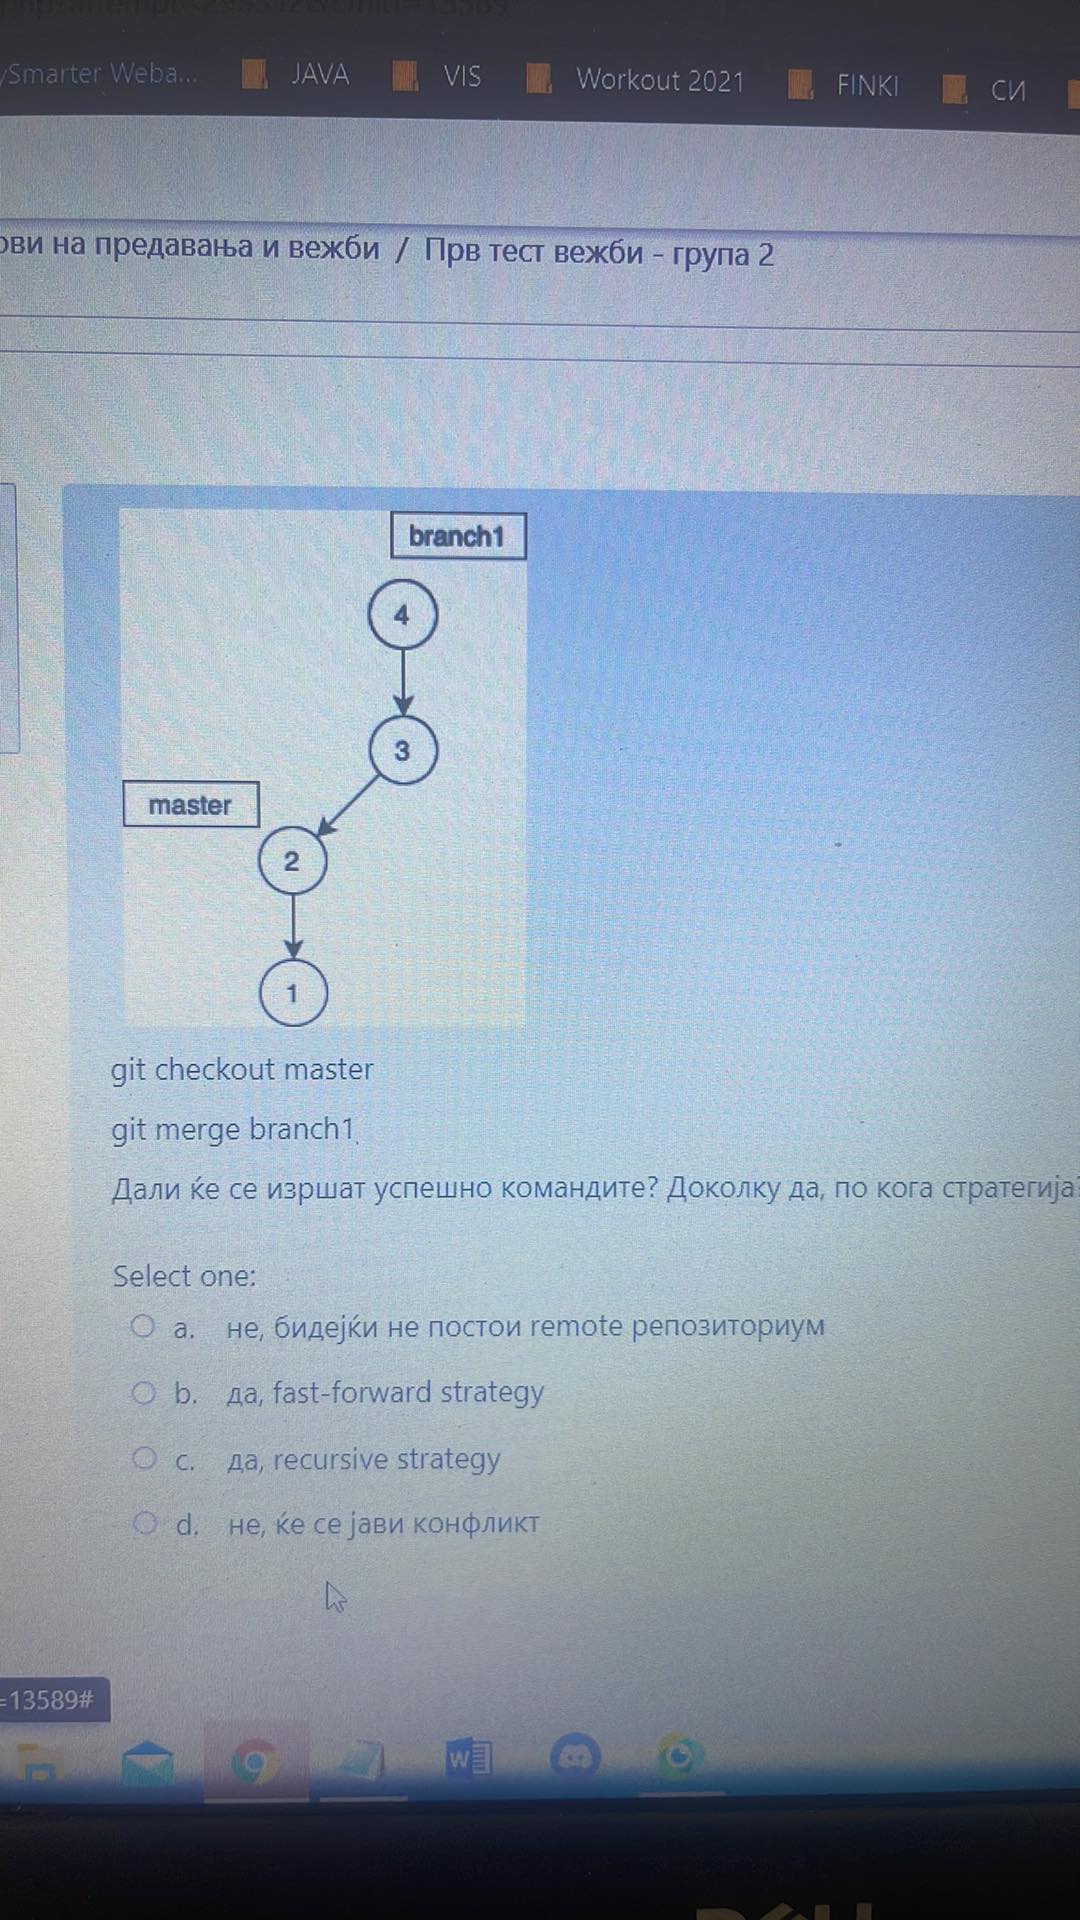 Smarter Weba... JAVA VIS Workout 2021 FINKI СИ
ови на предавања и вежби / Прв тест вежби - група 2
branch1
4
3
master
2
1
git checkout master
git merge branch1
Дали ќе се изршат успешно командите? Доколку да, по кога стратегија?
Select one:
a. не, бидејќи не постои remote репозиториум
b. да, fast-forward strategy
c. да, recursive strategy
d. не, ќе се јави конфликт
=13589#